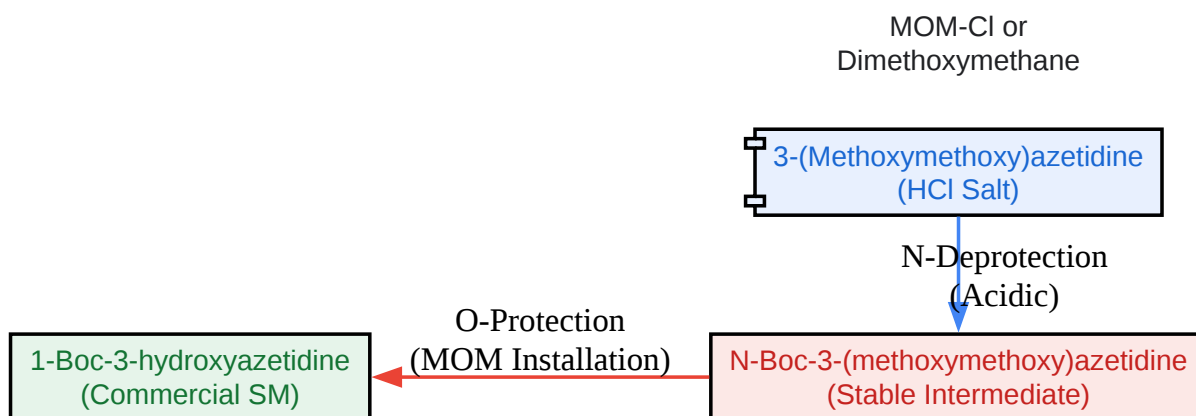 MOM-Cl or
Dimethoxymethane
3-(Methoxymethoxy)azetidine
(HCl Salt)
N-Deprotection
(Acidic)
O-Protection
(MOM Installation)
1-Boc-3-hydroxyazetidine
(Commercial SM)
N-Boc-3-(methoxymethoxy)azetidine
(Stable Intermediate)